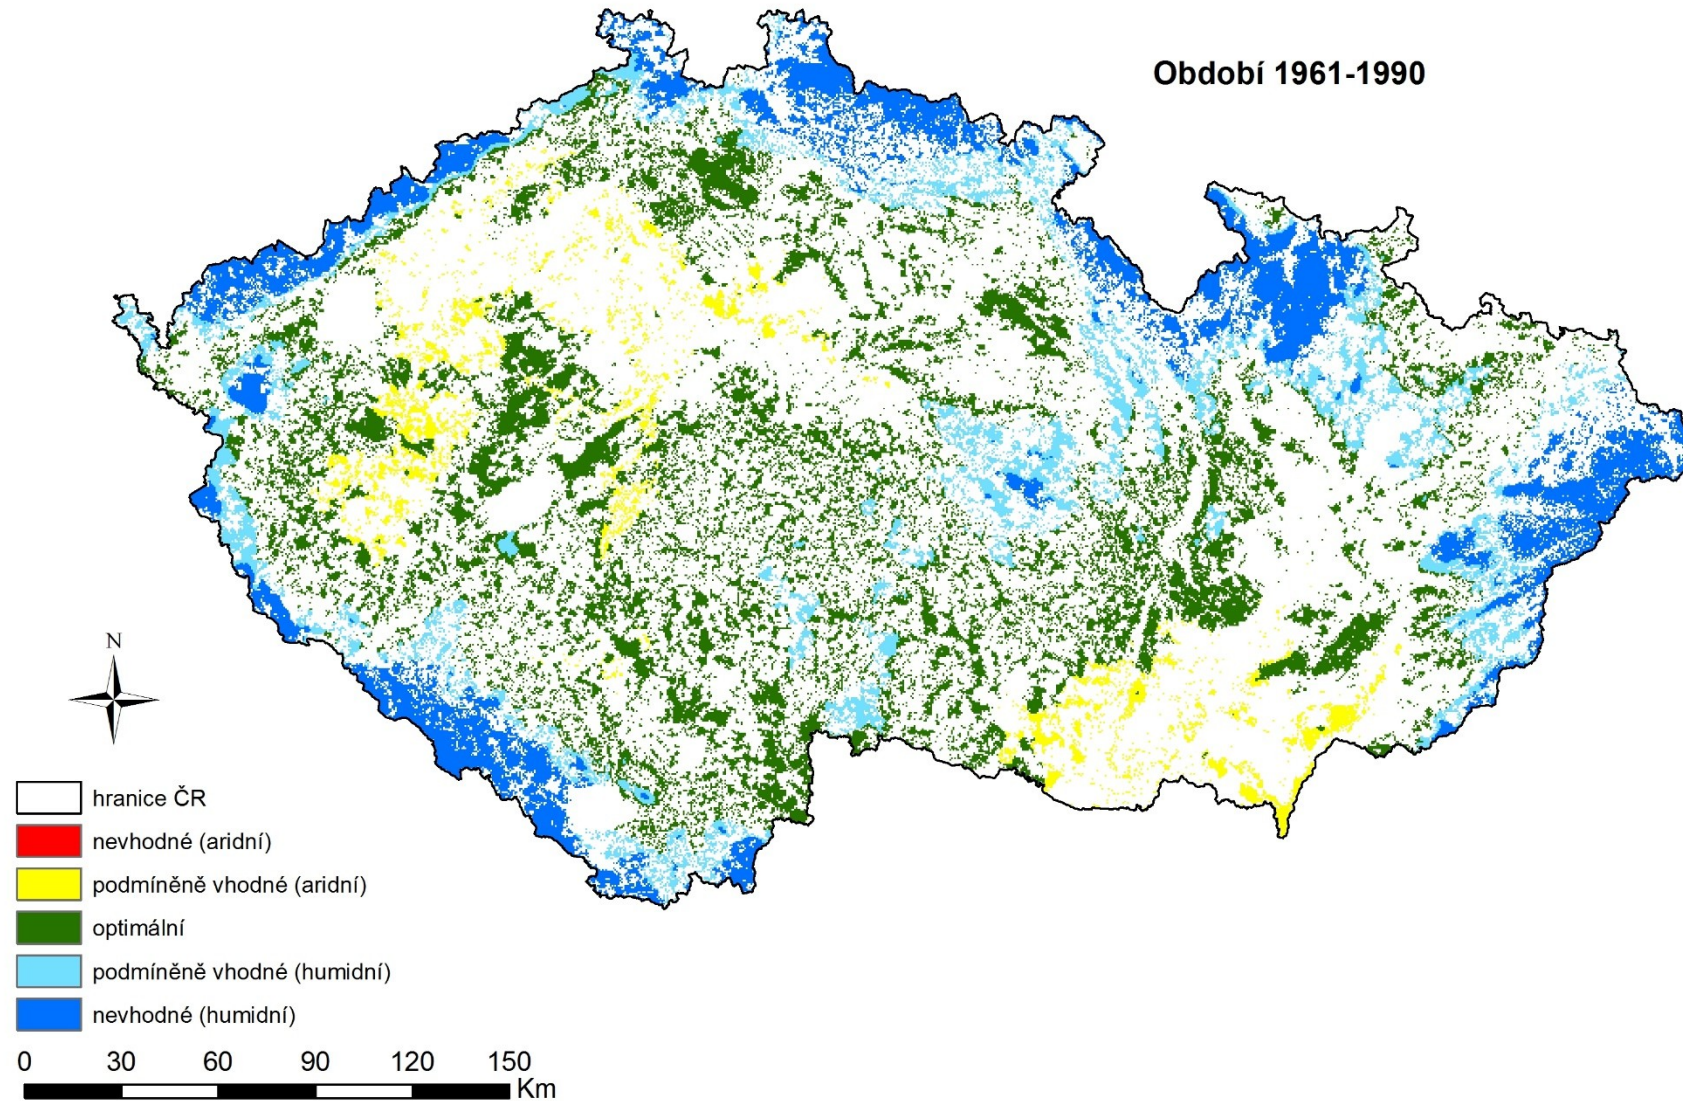 Období 1961-1990
N
hranice ČR
nevhodné (aridní)
podmíněně vhodné (aridní)
optimální
podmíněně vhodné (humidní)
nevhodné (humidní)
0 30 60 90 120 150
Km